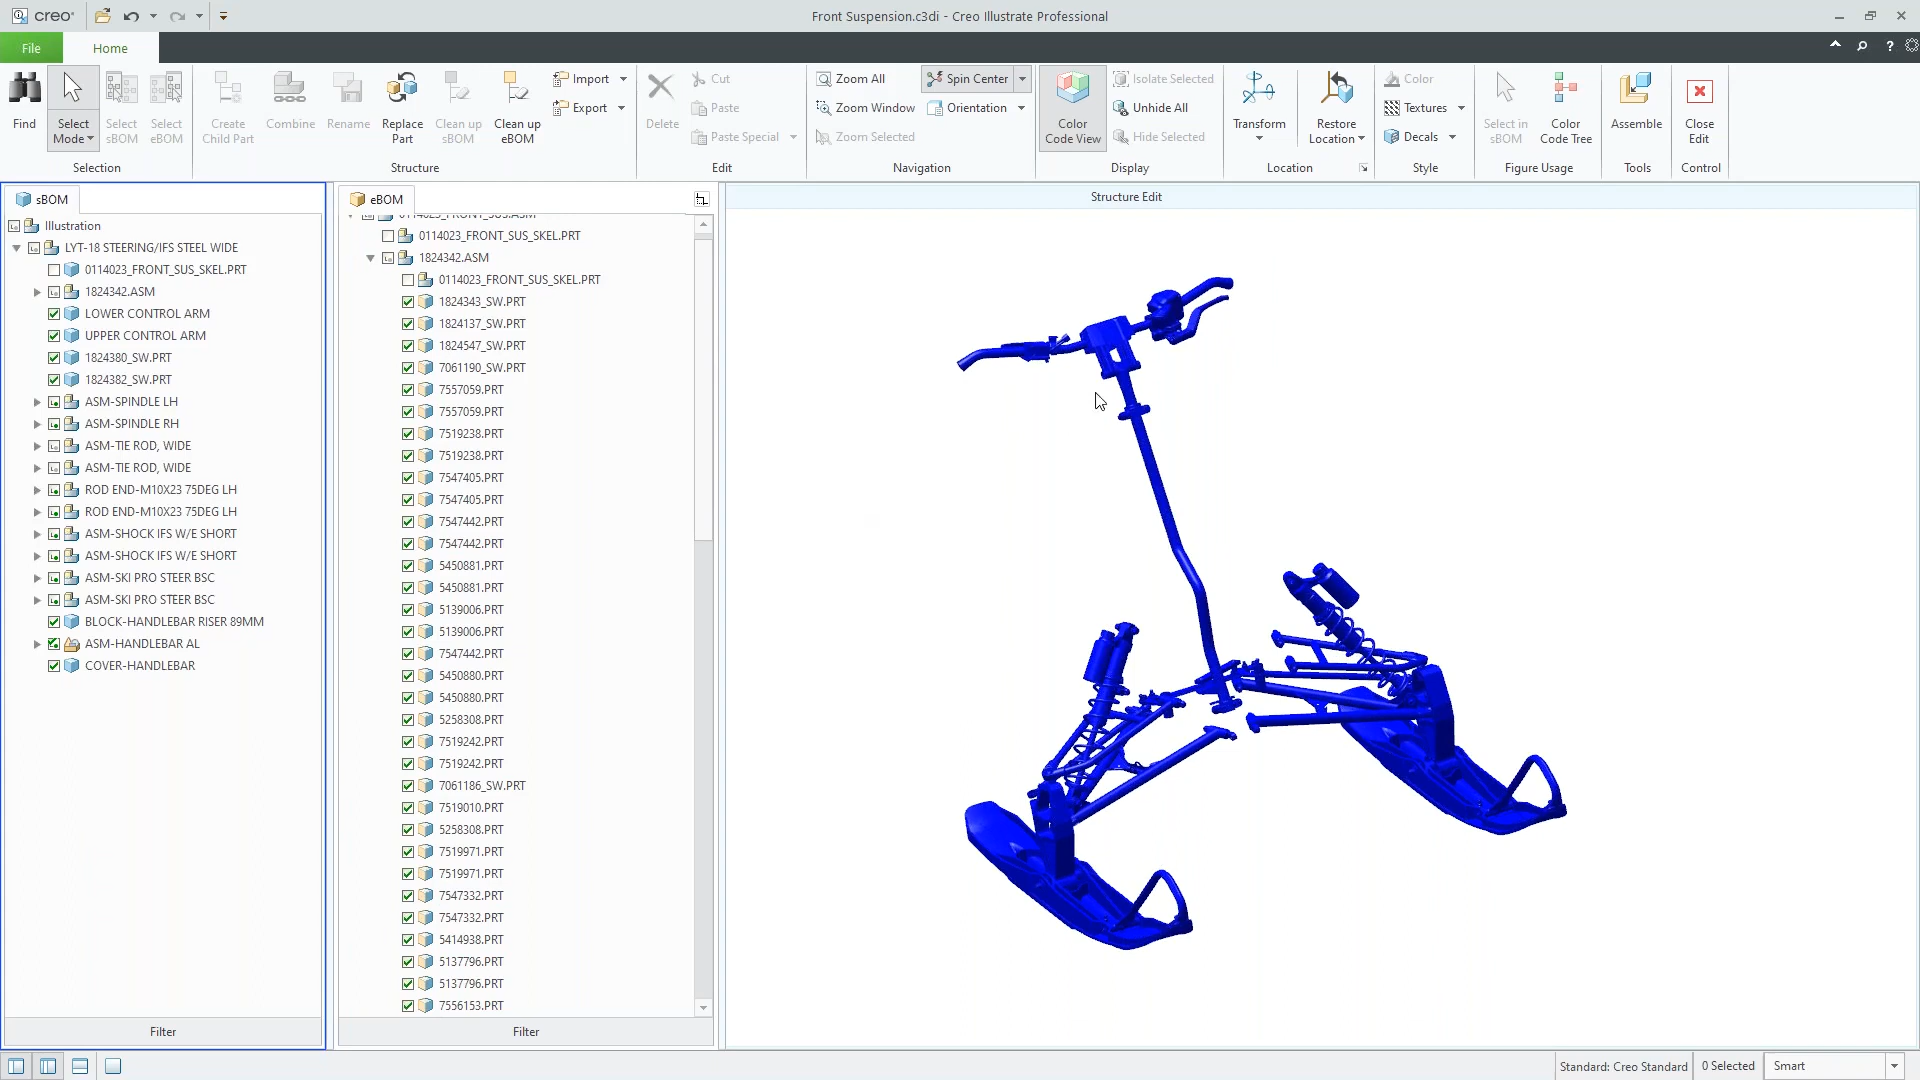 creo
Front Suspension.c3di - Creo Illustrate Professional
File
Home
Find
Select Mode
Select sBOM
Select eBOM
Selection
Create Child Part
Combine
Rename
Replace Part
Clean up sBOM
Clean up eBOM
Import
Export
Structure
Delete
Cut
Paste
Paste Special
Edit
Zoom All
Zoom Window
Zoom Selected
Spin Center
Orientation
Navigation
Color Code View
Isolate Selected
Unhide All
Hide Selected
Display
Transform
Restore Location
Location
Color
Textures
Decals
Style
Select in sBOM
Color Code Tree
Figure Usage
Assemble
Tools
Close Edit
Control
sBOM
Illustration
LYT-18 STEERING/IFS STEEL WIDE
0114023_FRONT_SUS_SKEL.PRT
1824342.ASM
LOWER CONTROL ARM
UPPER CONTROL ARM
1824380_SW.PRT
1824382_SW.PRT
ASM-SPINDLE LH
ASM-SPINDLE RH
ASM-TIE ROD, WIDE
ASM-TIE ROD, WIDE
ROD END-M10X23 75DEG LH
ROD END-M10X23 75DEG LH
ASM-SHOCK IFS W/E SHORT
ASM-SHOCK IFS W/E SHORT
ASM-SKI PRO STEER BSC
ASM-SKI PRO STEER BSC
BLOCK-HANDLEBAR RISER 89MM
ASM-HANDLEBAR AL
COVER-HANDLEBAR
Filter
eBOM
0114023_FRONT_SUS.ASM
0114023_FRONT_SUS_SKEL.PRT
1824342.ASM
0114023_FRONT_SUS_SKEL.PRT
1824343_SW.PRT
1824137_SW.PRT
1824547_SW.PRT
7061190_SW.PRT
7557059.PRT
7557059.PRT
7519238.PRT
7519238.PRT
7547405.PRT
7547405.PRT
7547442.PRT
7547442.PRT
5450881.PRT
5450881.PRT
5139006.PRT
5139006.PRT
7547442.PRT
5450880.PRT
5450880.PRT
5258308.PRT
7519242.PRT
7519242.PRT
7061186_SW.PRT
7519010.PRT
5258308.PRT
7519971.PRT
7519971.PRT
7547332.PRT
7547332.PRT
5414938.PRT
5137796.PRT
5137796.PRT
7556153.PRT
Filter
Structure Edit
Standard: Creo Standard
0 Selected
Smart